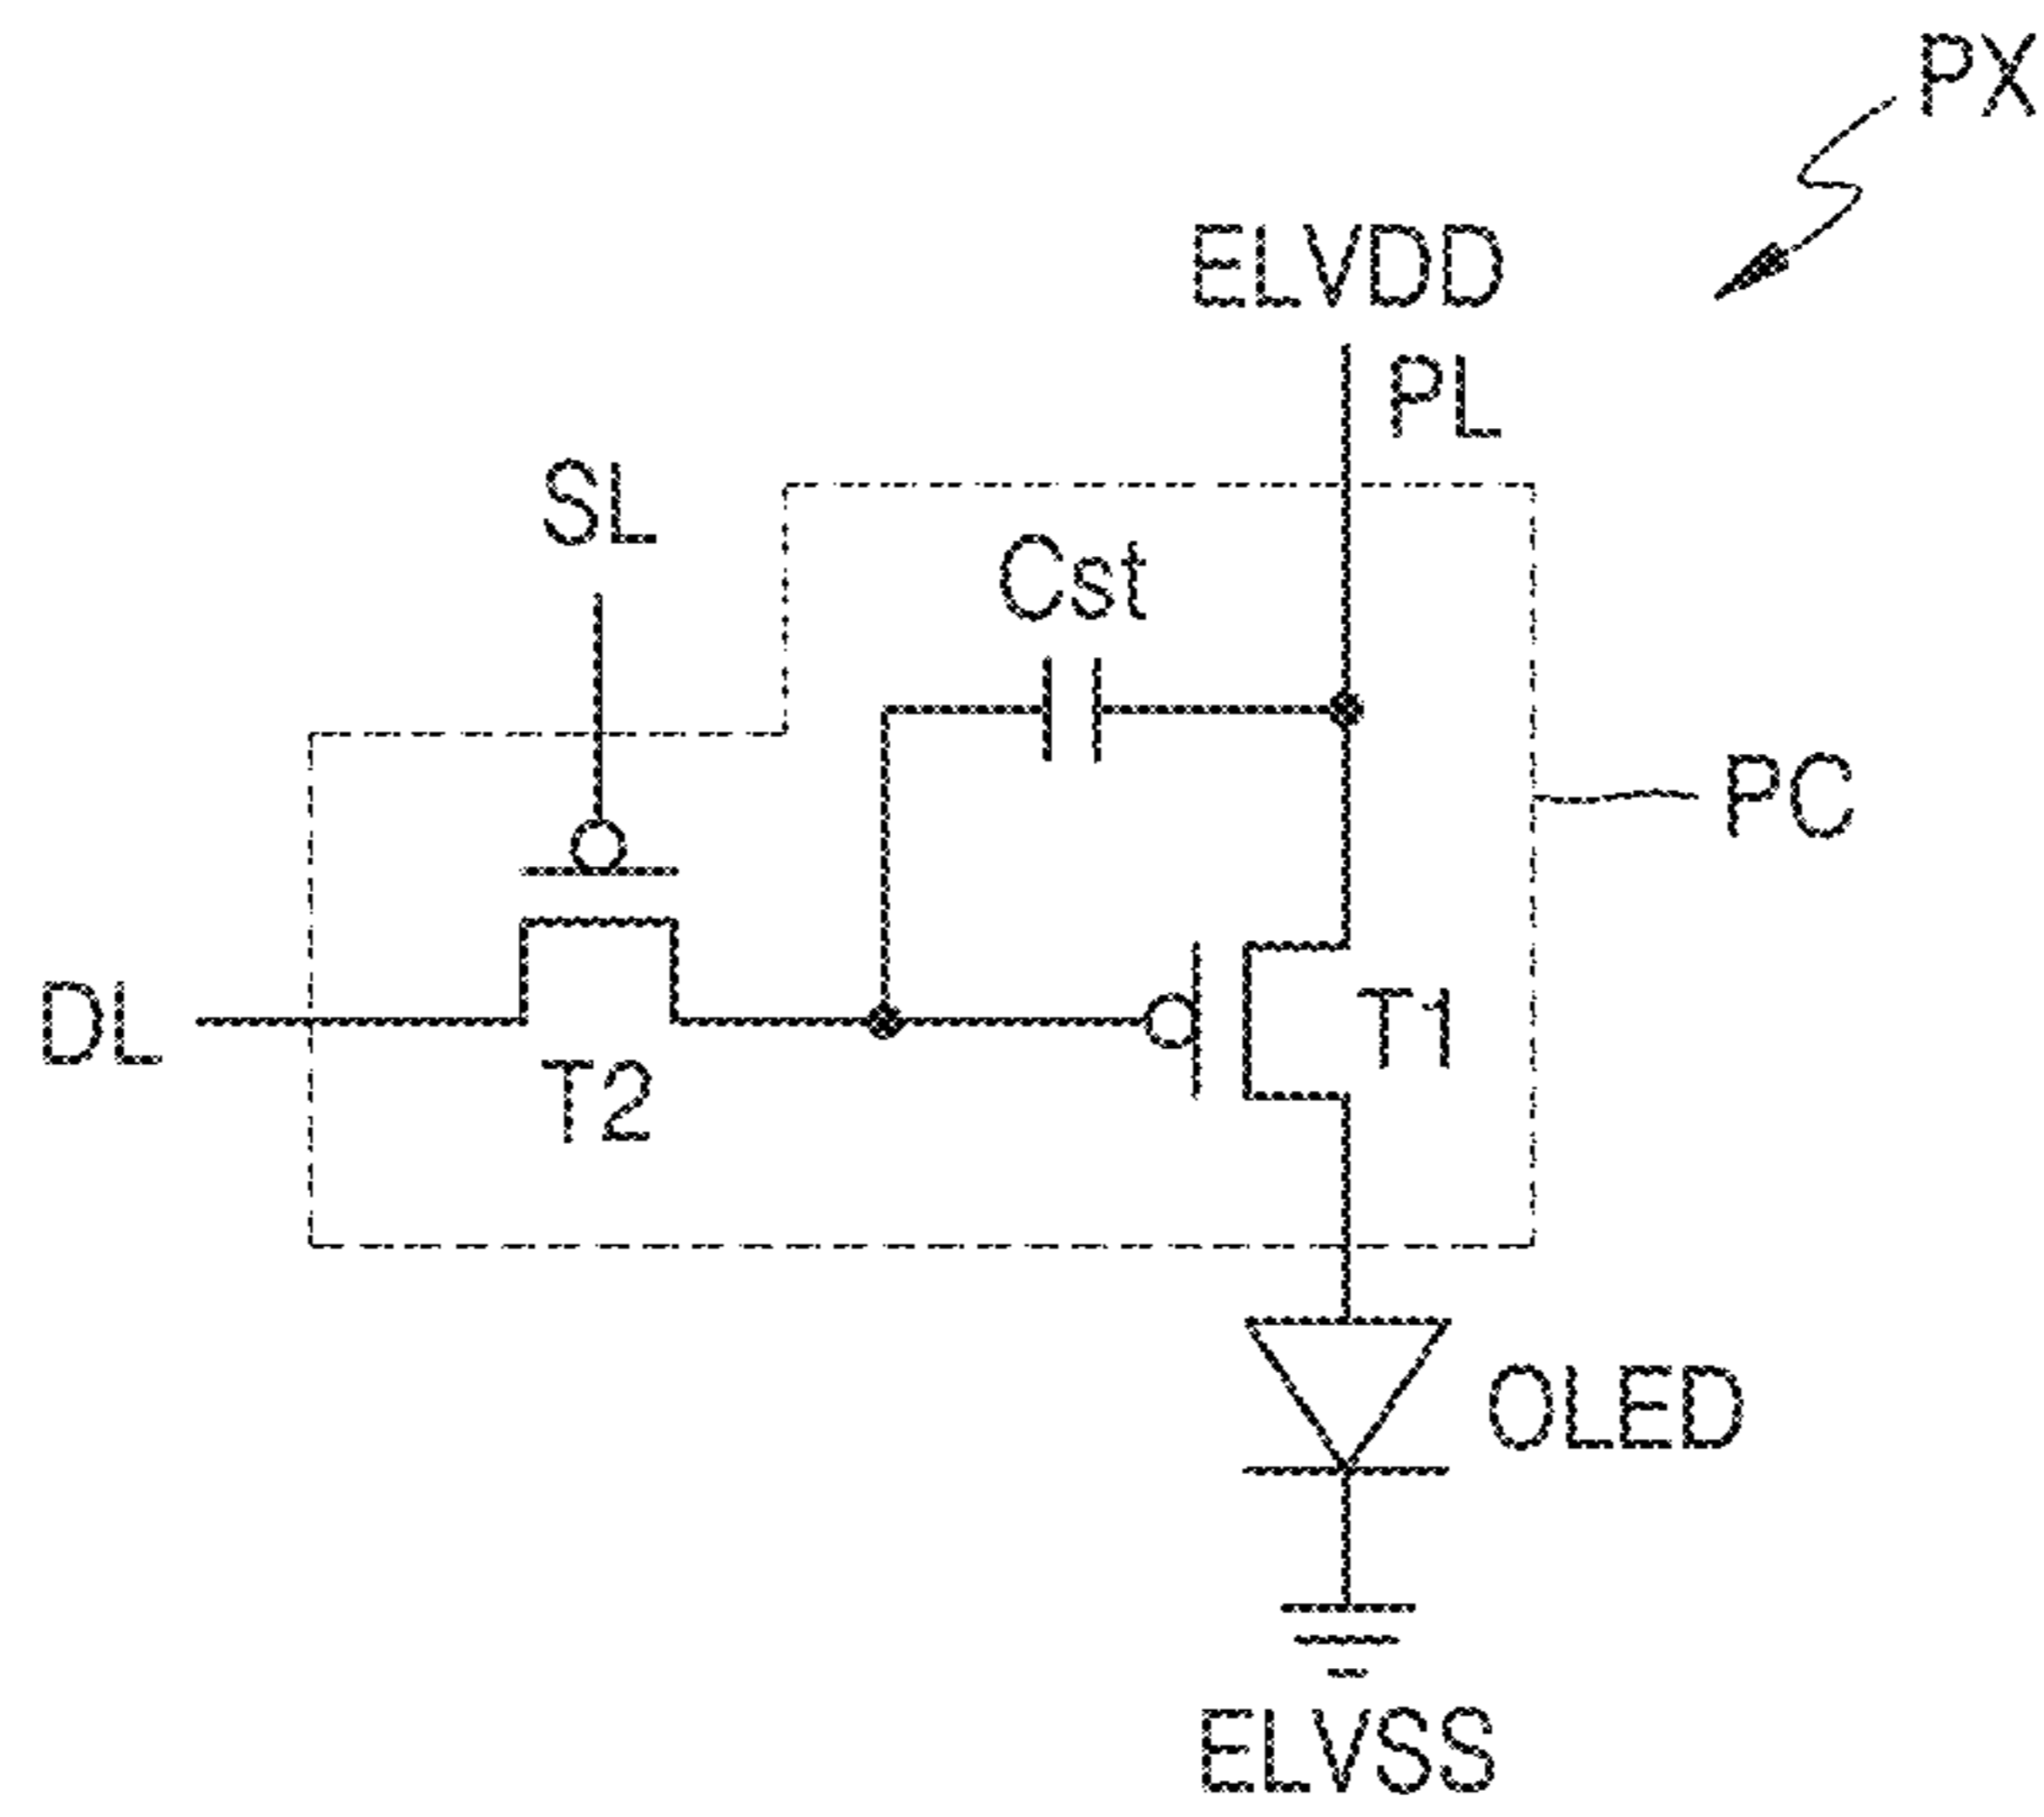 PX
ELVDD
PL
SL
Cst
PC
DL
T1
T2
OLED
ELVSS